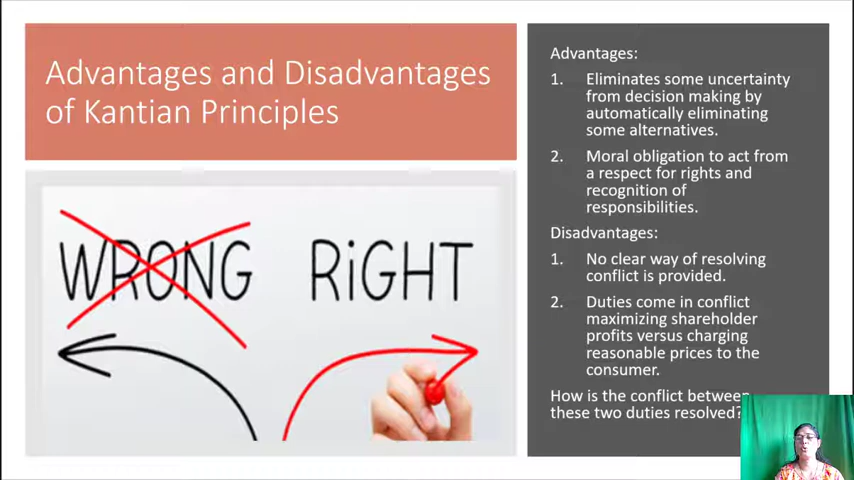 Advantages and Disadvantages
of Kantian Principles
WRONG RiGHT
Advantages:
1. Eliminates some uncertainty
from decision making by
automatically eliminating
some alternatives.
2. Moral obligation to act from
a respect for rights and
recognition of
responsibilities.
Disadvantages:
1. No clear way of resolving
conflict is provided.
2. Duties come in conflict
maximizing shareholder
profits versus charging
reasonable prices to the
consumer.
How is the conflict between
these two duties resolved?